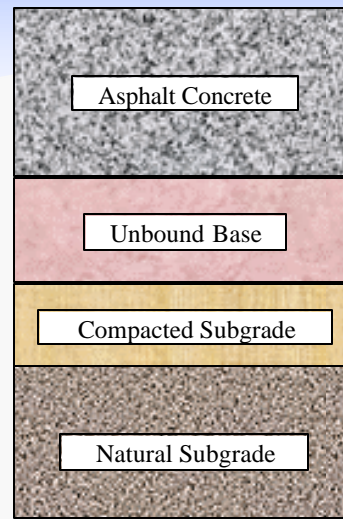 Asphalt Concrete
Unbound Base
Compacted Subgrade
Natural Subgrade